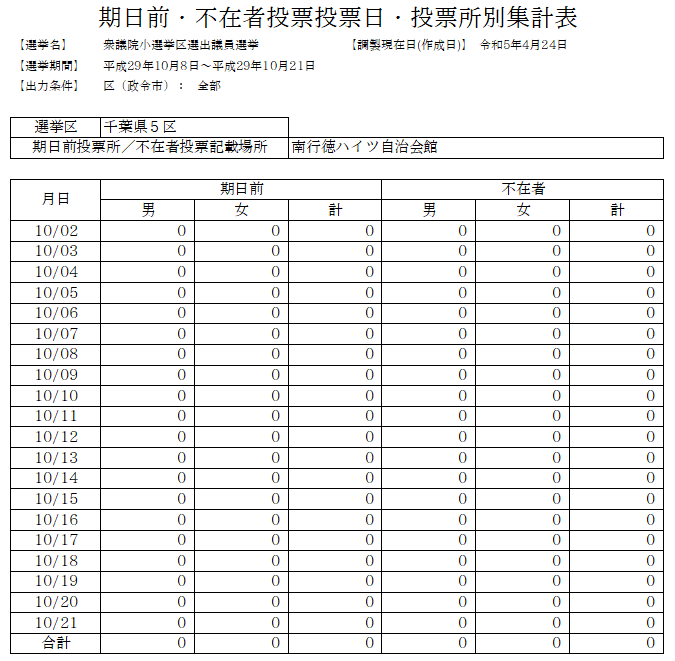 期日前・不在者投票投票日・投票所別集計表
【選挙名】 衆議院小選挙区選出議員選挙 【調製現在日(作成日)】 令和5年4月24日
【選挙期間】 平成29年10月8日～平成29年10月21日
【出力条件】 区（政令市）： 全部
選挙区 千葉県５区
期日前投票所／不在者投票記載場所 南行徳ハイツ自治会館
月日 期日前 不在者
男 女 計 男 女 計
10/02 0 0 0 0 0 0
10/03 0 0 0 0 0 0
10/04 0 0 0 0 0 0
10/05 0 0 0 0 0 0
10/06 0 0 0 0 0 0
10/07 0 0 0 0 0 0
10/08 0 0 0 0 0 0
10/09 0 0 0 0 0 0
10/10 0 0 0 0 0 0
10/11 0 0 0 0 0 0
10/12 0 0 0 0 0 0
10/13 0 0 0 0 0 0
10/14 0 0 0 0 0 0
10/15 0 0 0 0 0 0
10/16 0 0 0 0 0 0
10/17 0 0 0 0 0 0
10/18 0 0 0 0 0 0
10/19 0 0 0 0 0 0
10/20 0 0 0 0 0 0
10/21 0 0 0 0 0 0
合計 0 0 0 0 0 0